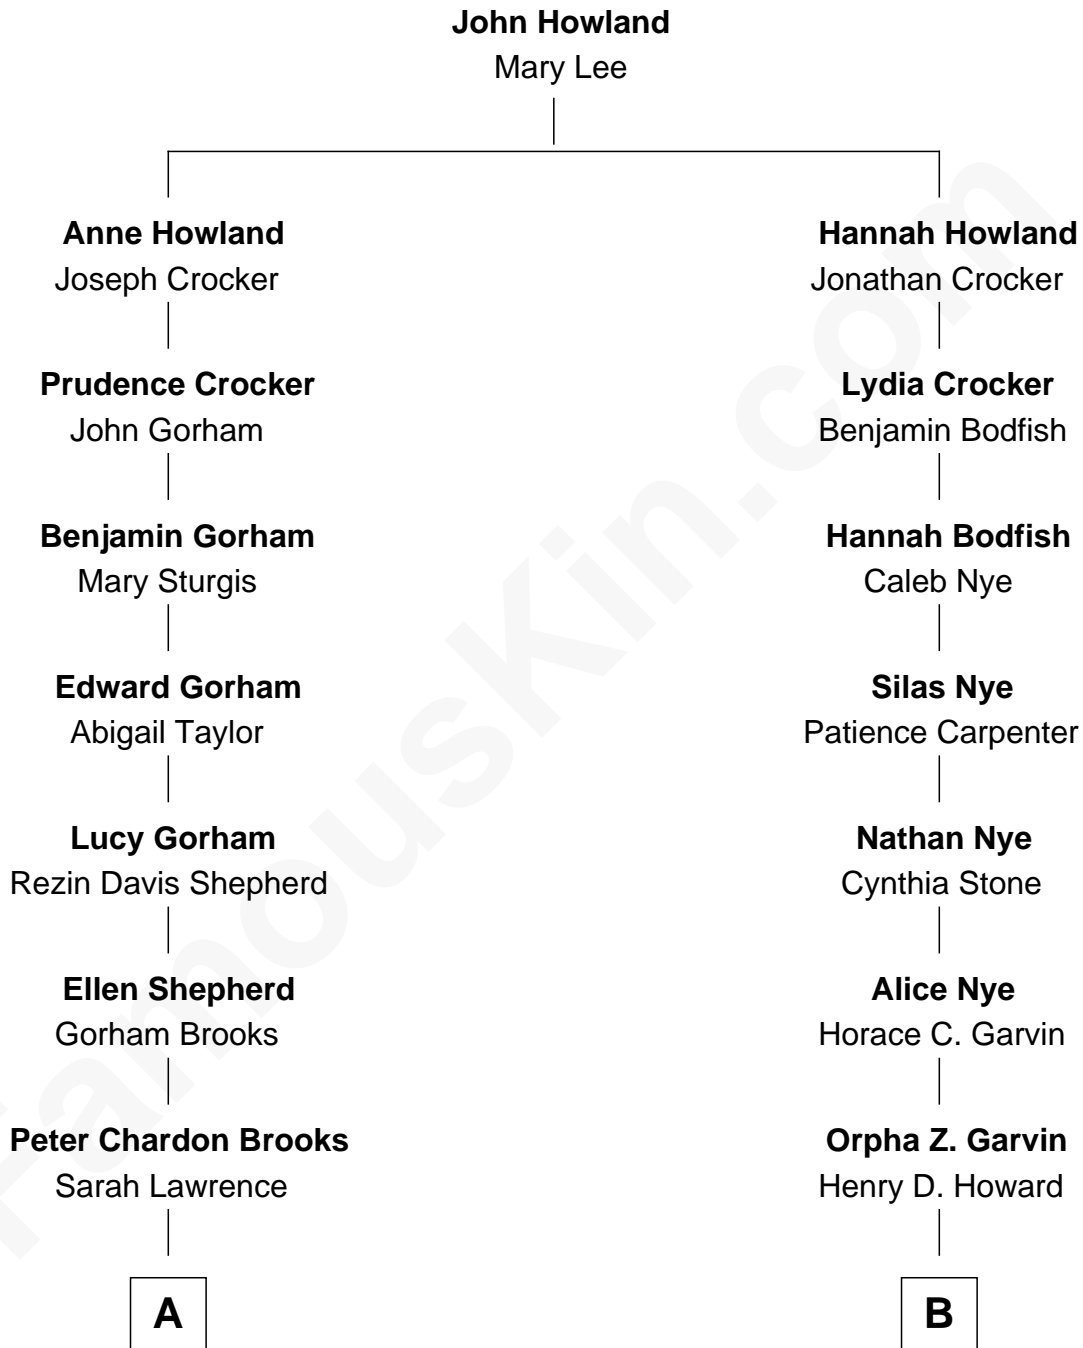 John Howland
Mary Lee
Anne Howland
Joseph Crocker
Hannah Howland
Jonathan Crocker
Prudence Crocker
John Gorham
Lydia Crocker
Benjamin Bodfish
Benjamin Gorham
Mary Sturgis
Hannah Bodfish
Caleb Nye
Edward Gorham
Abigail Taylor
Silas Nye
Patience Carpenter
Lucy Gorham
Rezin Davis Shepherd
Nathan Nye
Cynthia Stone
Ellen Shepherd
Gorham Brooks
Alice Nye
Horace C. Garvin
Peter Chardon Brooks
Sarah Lawrence
Orpha Z. Garvin
Henry D. Howard
A
B
FamousKin.com